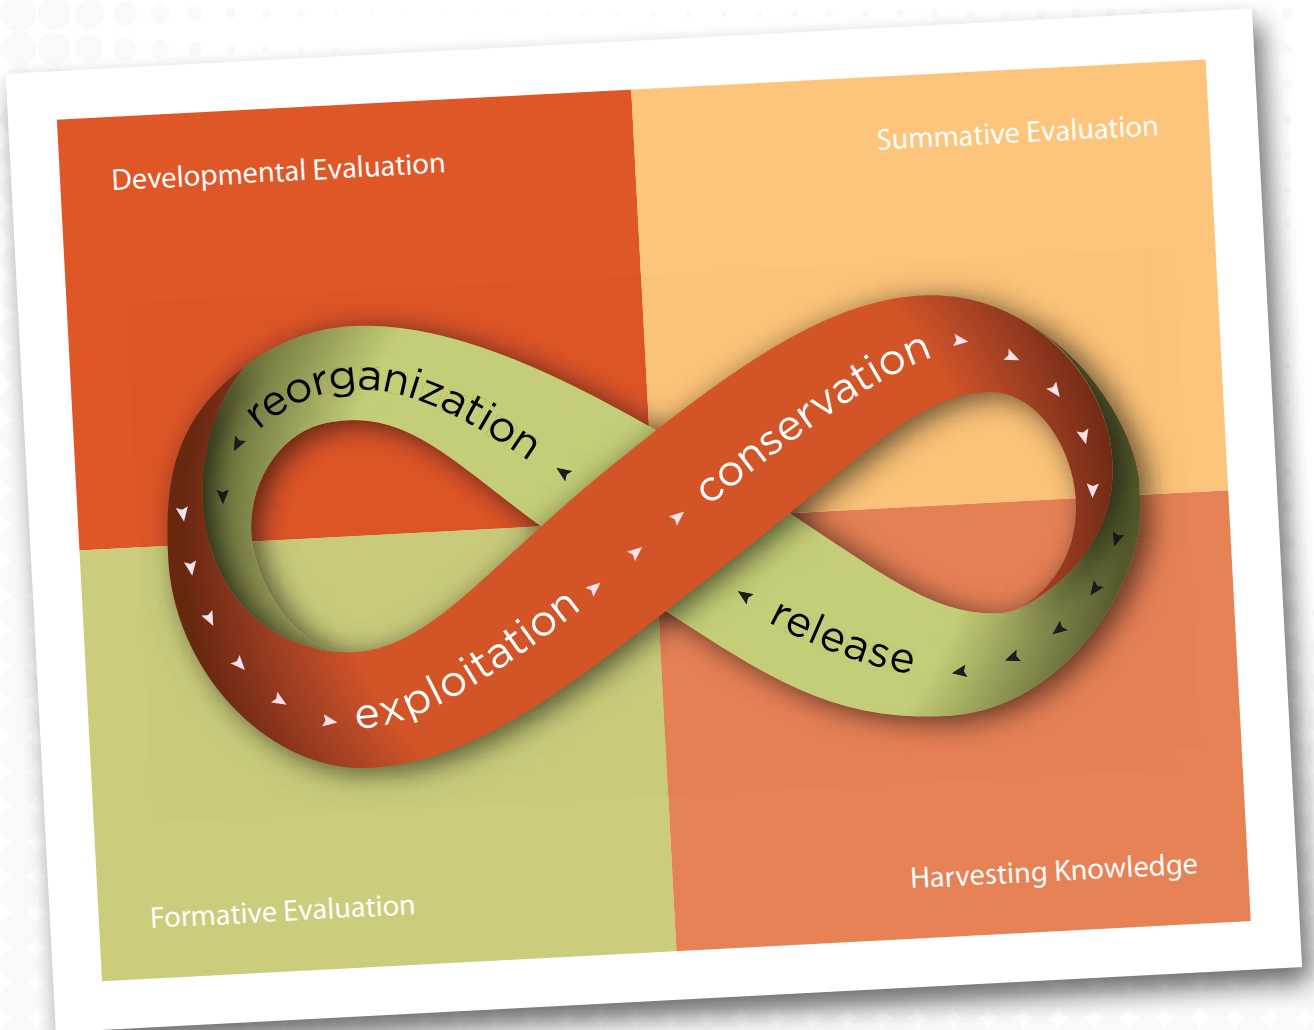 Developmental Evaluation
Summative Evaluation
reorganization
conservation
exploitation
release
Formative Evaluation
Harvesting Knowledge